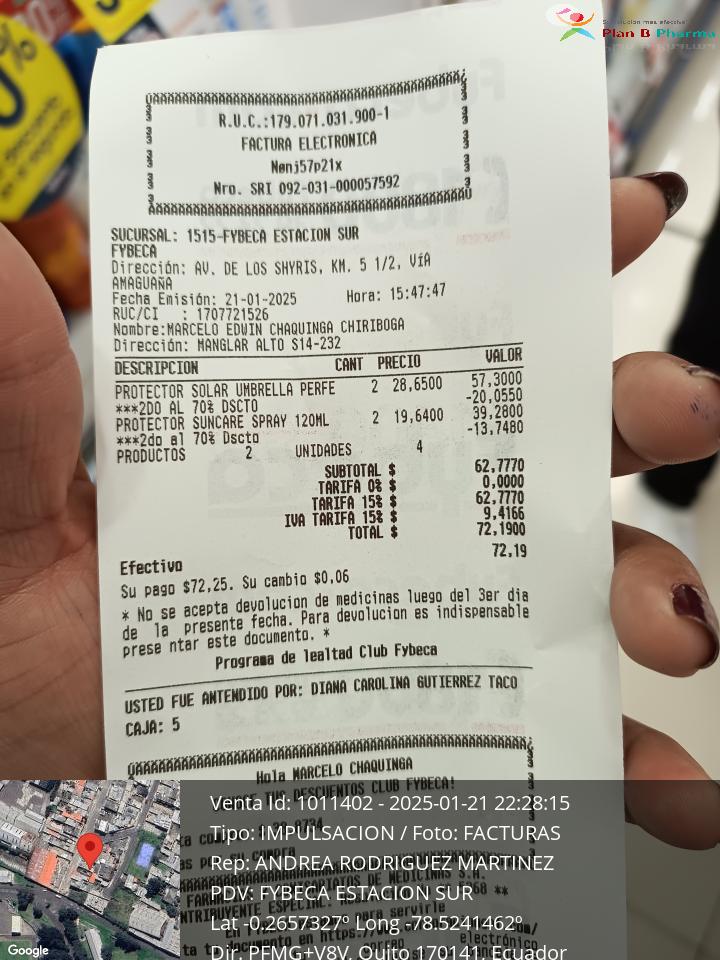 Plan B Pharma
R.U.C.:179.071.031.900-1
FACTURA ELECTRONICA
Nønj57p21x
Nro. SRI 092-031-000057592
SUCURSAL: 1515-FYBECA ESTACION SUR
FYBECA
Dirección: AV. DE LOS SHYRIS, KM. 5 1/2, VíA
AMAGUAÑA
Fecha Emisión: 21-01-2025 Hora: 15:47:47
RUC/CI : 1707721526
Nombre:MARCELO EDWIN CHAQUINGA CHIRIBOGA
Dirección: MANGLAR ALTO S14-232
DESCRIPCION CANT PRECIO VALOR
PROTECTOR SOLAR UMBRELLA PERFE 2 28,6500 57,3000
***2DO AL 70% DSCTO -20,0550
PROTECTOR SUNCARE SPRAY 120ML 2 19,6400 39,2800
***2do al 70% Dscto -13,7480
PRODUCTOS 2 UNIDADES 4
SUBTOTAL $ 62,7770
TARIFA 0% $ 0,0000
TARIFA 15% $ 62,7770
IVA TARIFA 15% $ 9,4166
TOTAL $ 72,1900
Efectivo 72,19
Su pago $72,25. Su cambio $0,06
* No se acepta devolucion de medicinas luego del 3er dia
de la presente fecha. Para devolucion es indispensable
prese ntar este documento. *
Programa de lealtad Club Fybeca
USTED FUE ANTENDIDO POR: DIANA CAROLINA GUTIERREZ TACO
CAJA: 5
Hola MARCELO CHAQUINGA
TUS DESCUENTOS CLUB FYBECA!
Venta Id: 1011402 - 2025-01-21 22:28:15
Tipo: IMPULSACION / Foto: FACTURAS
Rep: ANDREA RODRIGUEZ MARTINEZ
PDV: FYBECA ESTACION SUR
Lat -0.2657327º Long -78.5241462º
Dir. PFMG+V8V, Quito 170141, Ecuador
Google